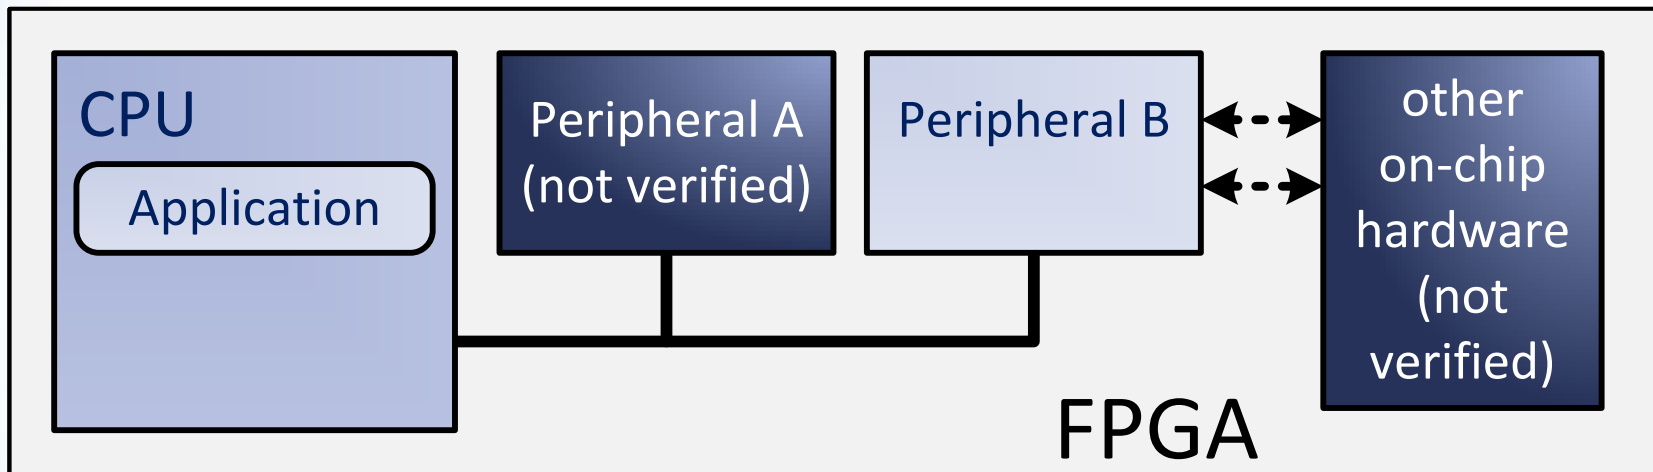 CPU
Application
Peripheral A
(not verified)
Peripheral B
other
on-chip
hardware
(not
verified)
FPGA